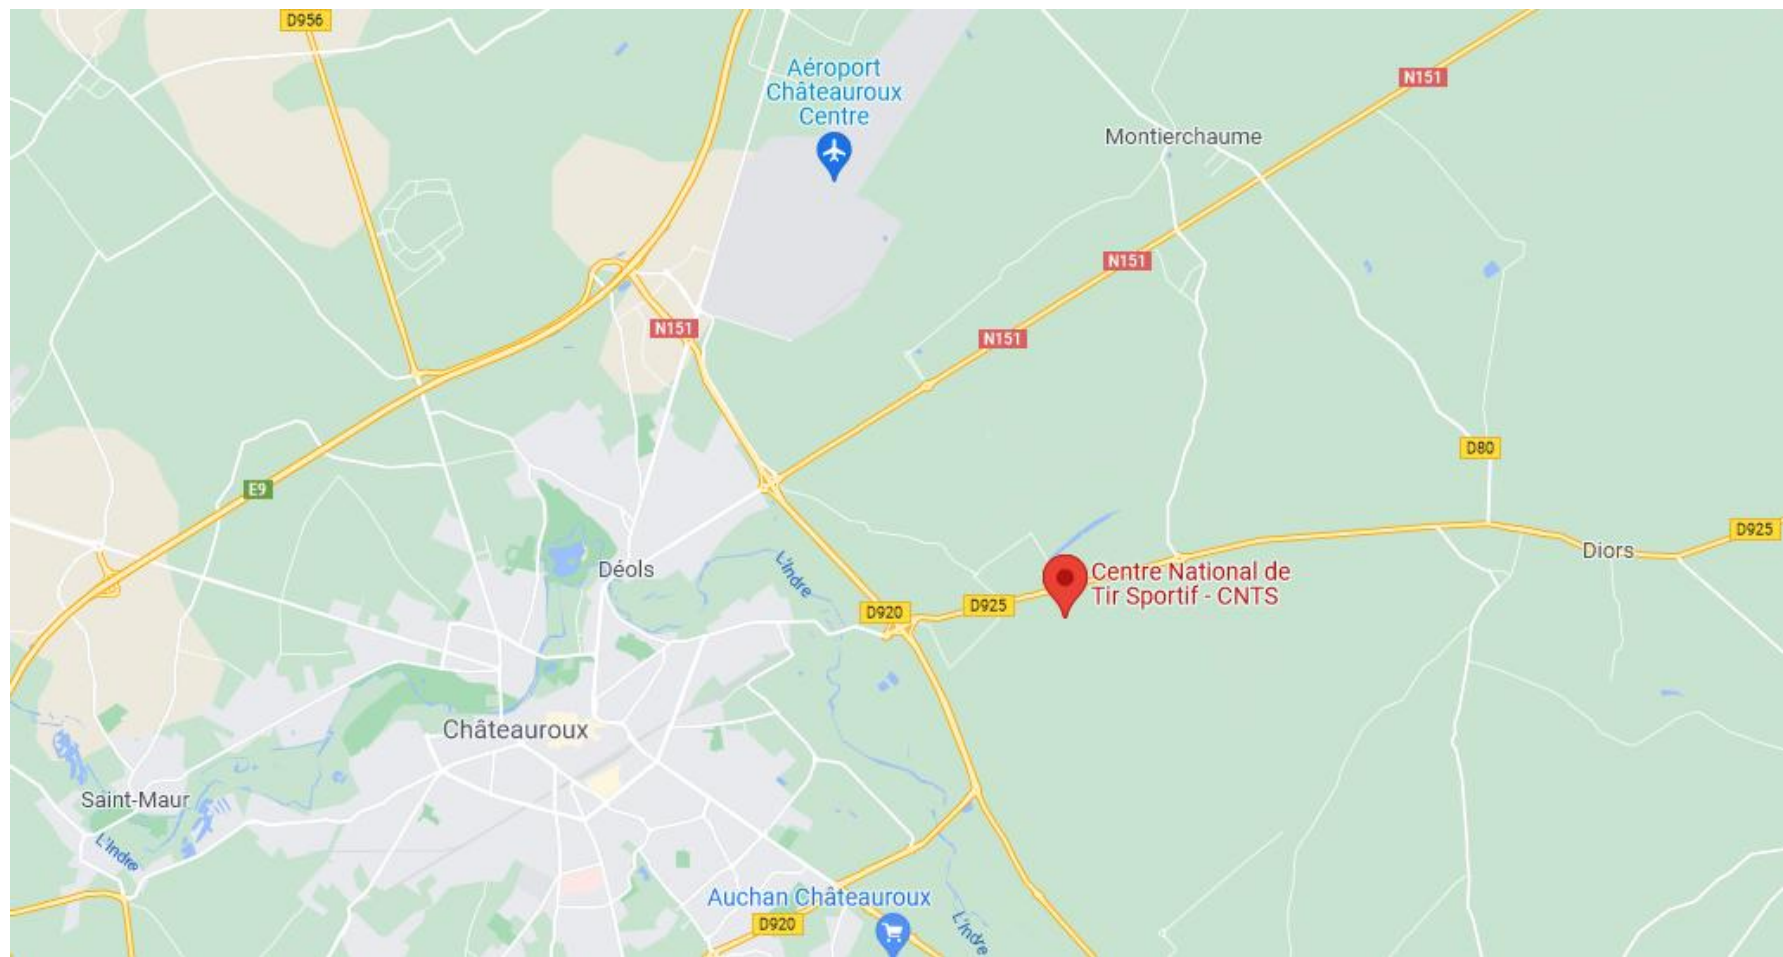 D956
Aéroport
Châteauroux
Centre
N151
Montierchaume
N151
N151
N151
D80
E9
D925
Diors
Déols
L'Indre
Centre National de
Tir Sportif - CNTS
D925
D920
Châteauroux
Saint-Maur
L'Indre
Auchan Châteauroux
D920
L'Indre